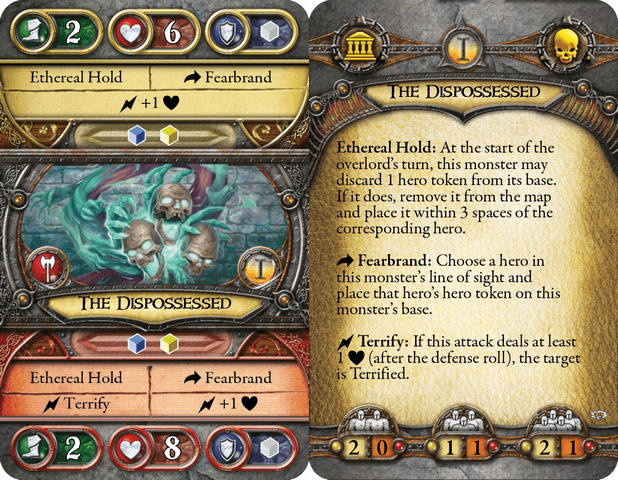 2 6
Ethereal Hold Fearbrand
+1
THE DISPOSSESSED
I
Ethereal Hold Fearbrand
Terrify +1
2 8
I
THE DISPOSSESSED
Ethereal Hold: At the start of the
overlord's turn, this monster may
discard 1 hero token from its base.
If it does, remove it from the map
and place it within 3 spaces of the
corresponding hero.
Fearbrand: Choose a hero in
this monster's line of sight and
place that hero's hero token on this
monster's base.
Terrify: If this attack deals at least
1 (after the defense roll), the target
is Terrified.
2 0 1 1 2 1